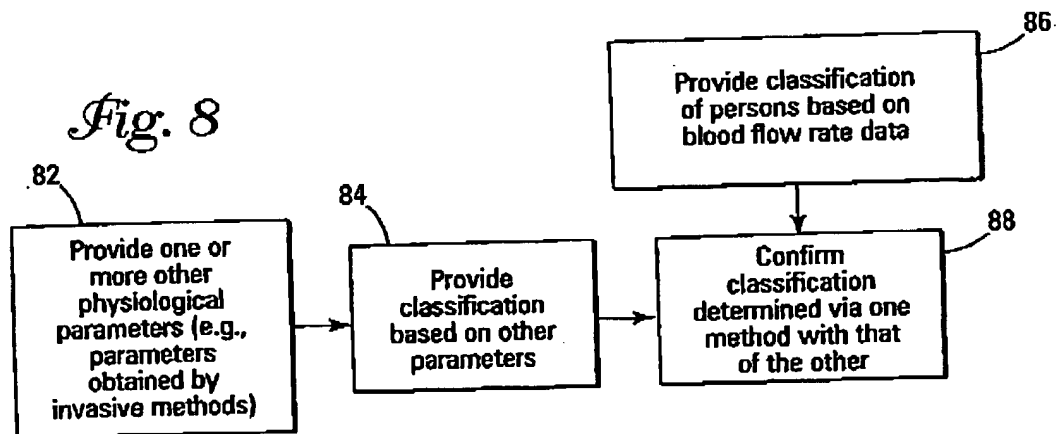 Fig. 8
86
Provide classification
of persons based on
blood flow rate data
82
Provide one or
more other
physiological
parameters (e.g.,
parameters
obtained by
invasive methods)
84
Provide
classification
based on other
parameters
88
Confirm
classification
determined via one
method with that
of the other